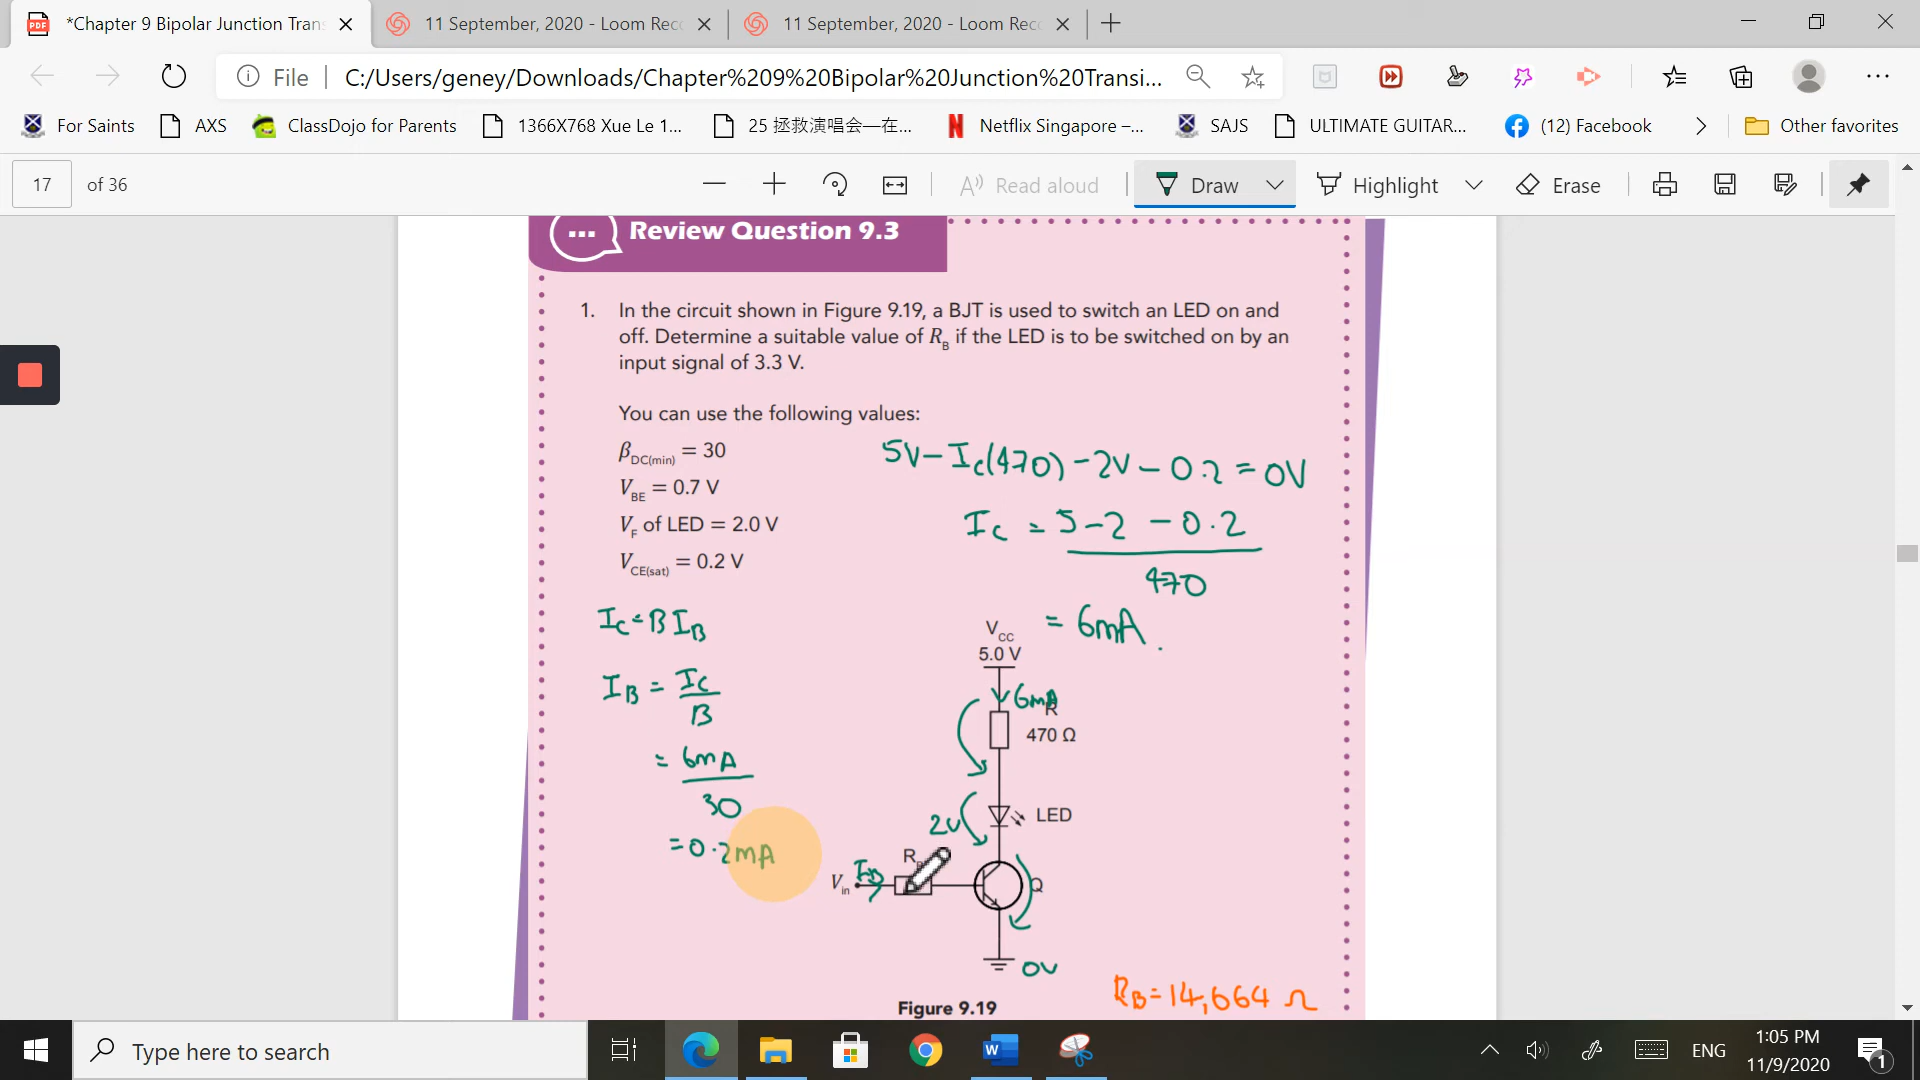 *Chapter 9 Bipolar Junction Tran
11 September, 2020 - Loom Rec
11 September, 2020 - Loom Rec
File
C:/Users/geney/Downloads/Chapter%209%20Bipolar%20Junction%20Transi...
For Saints
AXS
ClassDojo for Parents
1366X768 Xue Le 1...
25 拯救演唱会—在...
Netflix Singapore –...
SAJS
ULTIMATE GUITAR...
(12) Facebook
Other favorites
17 of 36
Read aloud
Draw
Highlight
Erase
... Review Question 9.3
1. In the circuit shown in Figure 9.19, a BJT is used to switch an LED on and
off. Determine a suitable value of R_B if the LED is to be switched on by an
input signal of 3.3 V.
You can use the following values:
β_DC(min) = 30
V_BE = 0.7 V
V_F of LED = 2.0 V
V_CE(sat) = 0.2 V
5V - I_C(470) - 2V - 0.2 = 0V
I_C = 5 - 2 - 0.2
470
= 6mA.
I_C = B I_B
I_B = I_C
B
= 6mA
30
= 0.2mA
V_CC
5.0 V
6mA
R
470 Ω
2V
LED
R
V_in
I_B
Q
0V
Figure 9.19
R_B = 14,664 Ω
Type here to search
ENG
1:05 PM
11/9/2020
1